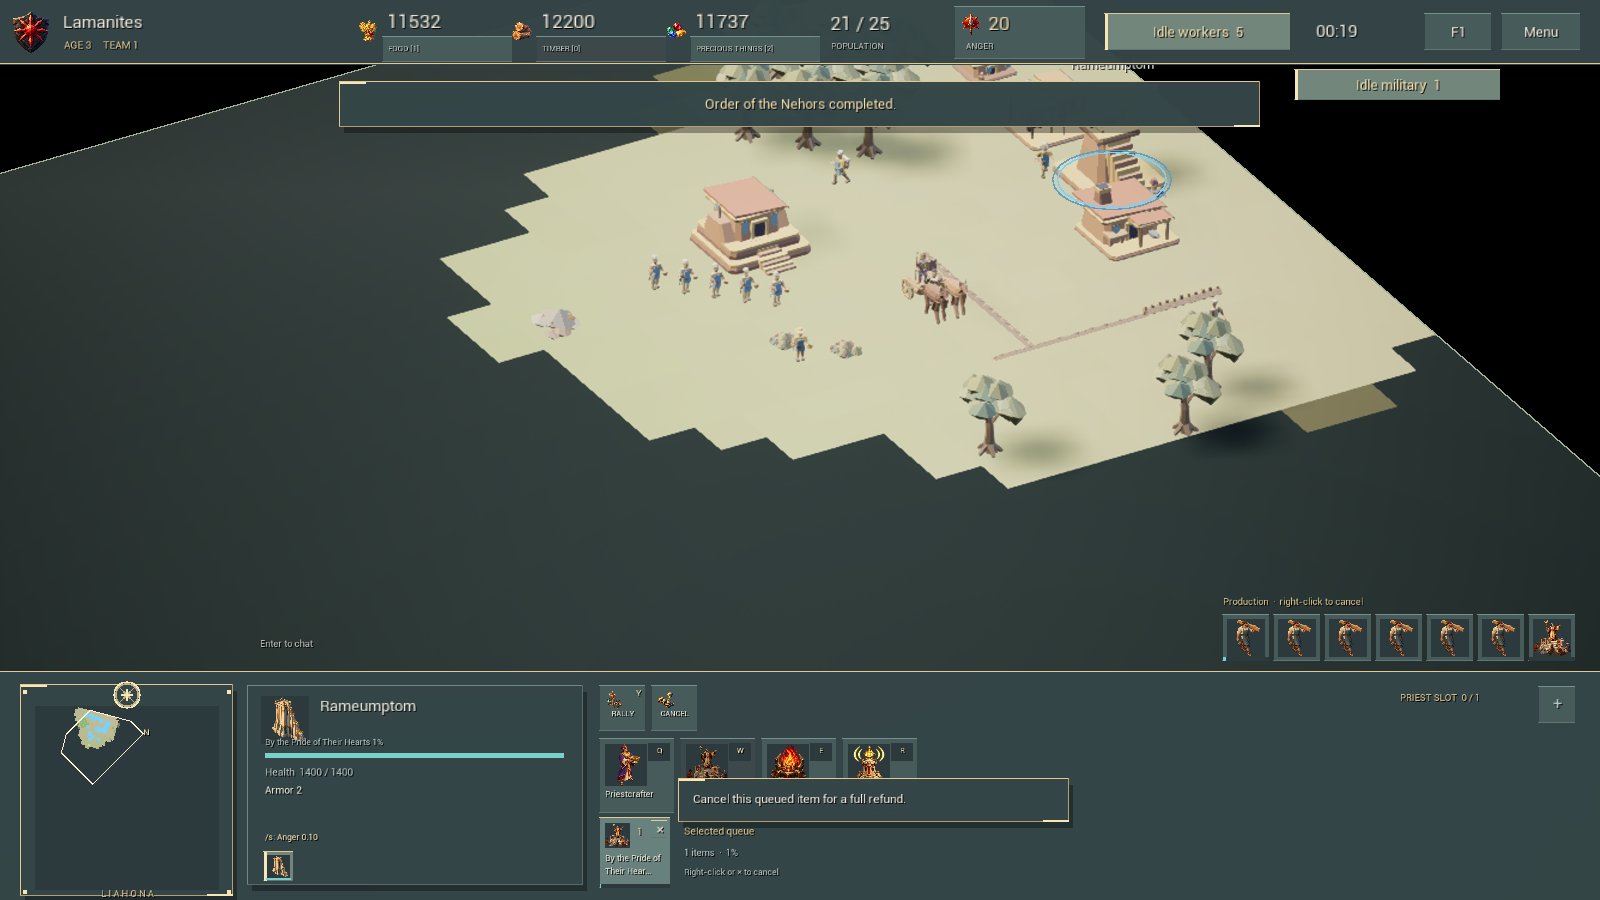 Lamanites
AGE 3 TEAM 1
11532
FOOD [1]
12200
TIMBER [0]
11737
PRECIOUS THINGS [2]
21 / 25
POPULATION
20
ANGER
Idle workers 5
00:19
F1
Menu
Rameumptom
Idle military 1
Order of the Nehors completed.
Production · right-click to cancel
Enter to chat
N
LIAHONA
Rameumptom
By the Pride of Their Hearts 1%
Health 1400 / 1400
Armor 2
/s: Anger 0.10
Y
RALLY
CANCEL
Q
W
E
R
Priestcrafter
Cancel this queued item for a full refund.
1 ×
By the Pride of
Their Hear...
Selected queue
1 items · 1%
Right-click or × to cancel
PRIEST SLOT 0 / 1
+